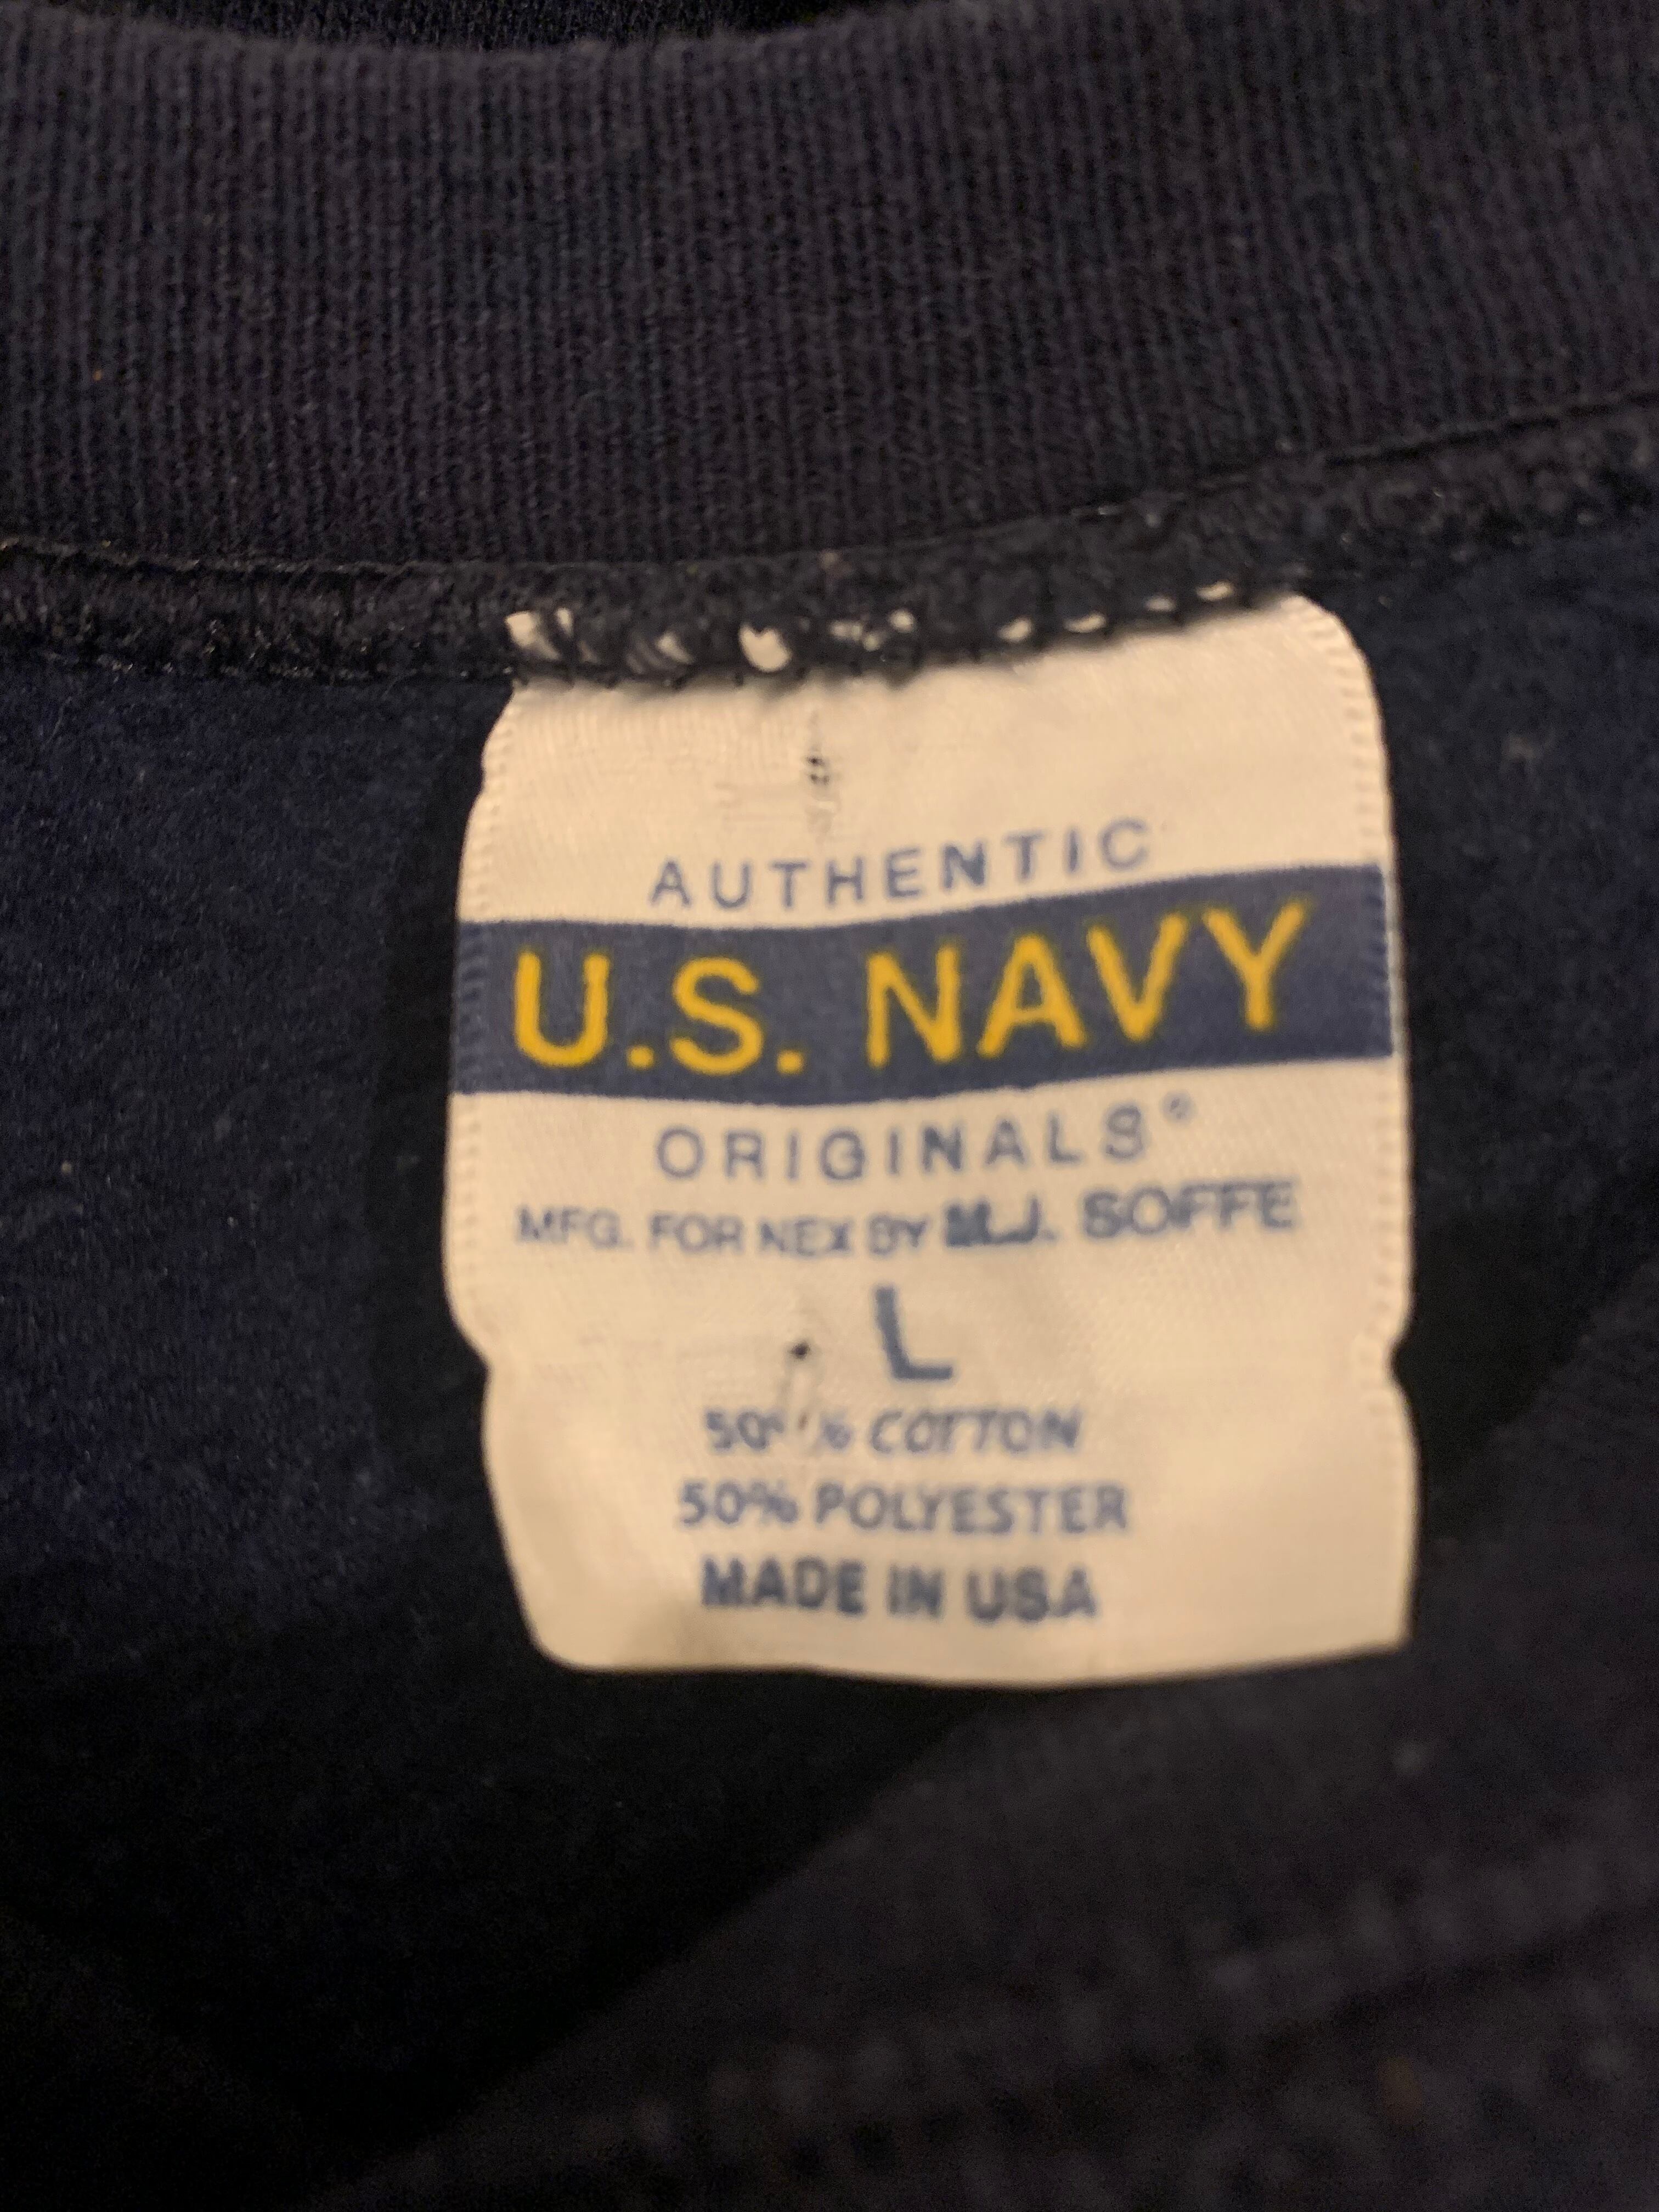 AUTHENTIC
U.S. NAVY
ORIGINALS®
MFG. FOR NEX BY M.J. SOFFE
L
50% COTTON
50% POLYESTER
MADE IN USA